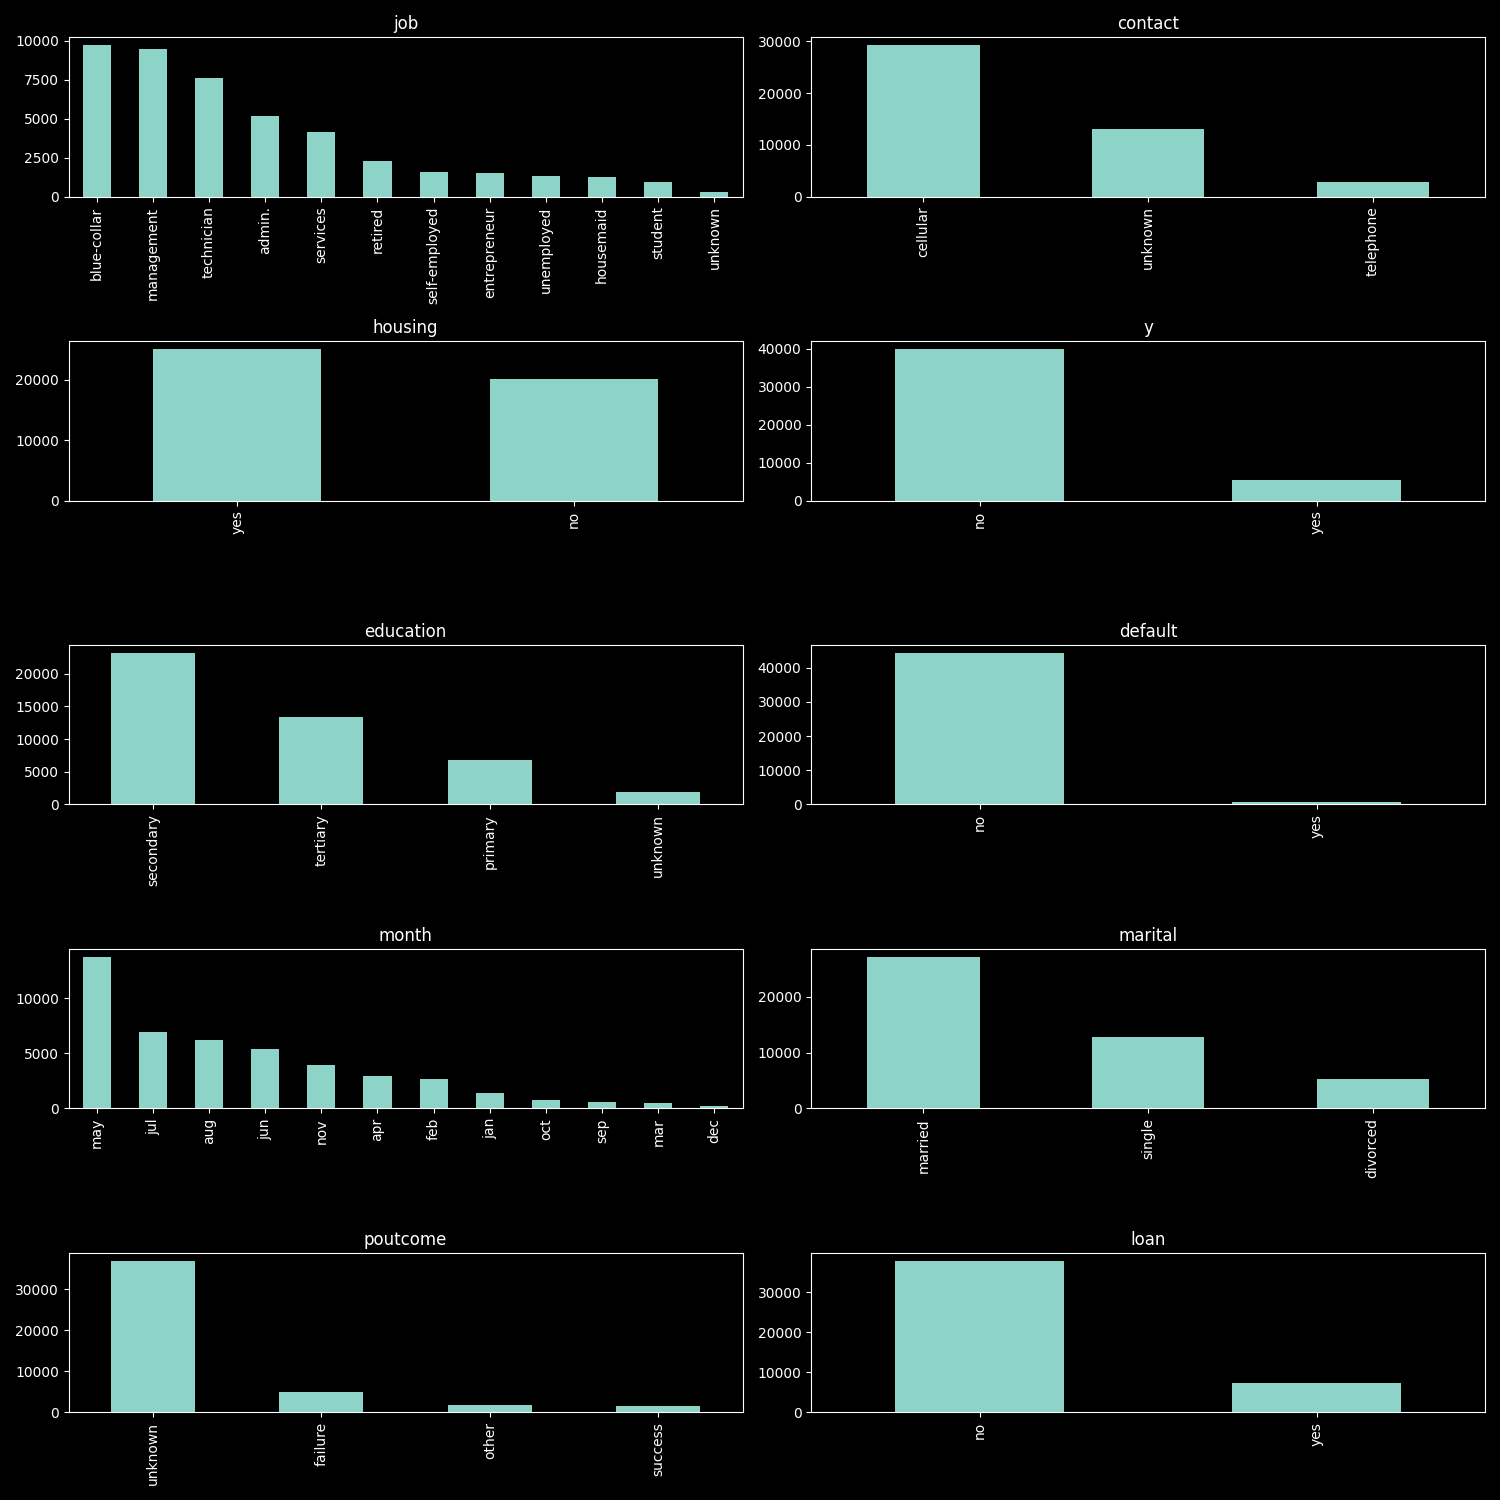 job
10000
7500
5000
2500
0
blue-collar
management
technician
admin.
services
retired
self-employed
entrepreneur
unemployed
housemaid
student
unknown
contact
30000
20000
10000
0
cellular
unknown
telephone
housing
20000
10000
0
yes
no
y
40000
30000
20000
10000
0
no
yes
education
20000
15000
10000
5000
0
secondary
tertiary
primary
unknown
default
40000
30000
20000
10000
0
no
yes
month
10000
5000
0
may
jul
aug
jun
nov
apr
feb
jan
oct
sep
mar
dec
marital
20000
10000
0
married
single
divorced
poutcome
30000
20000
10000
0
unknown
failure
other
success
loan
30000
20000
10000
0
no
yes